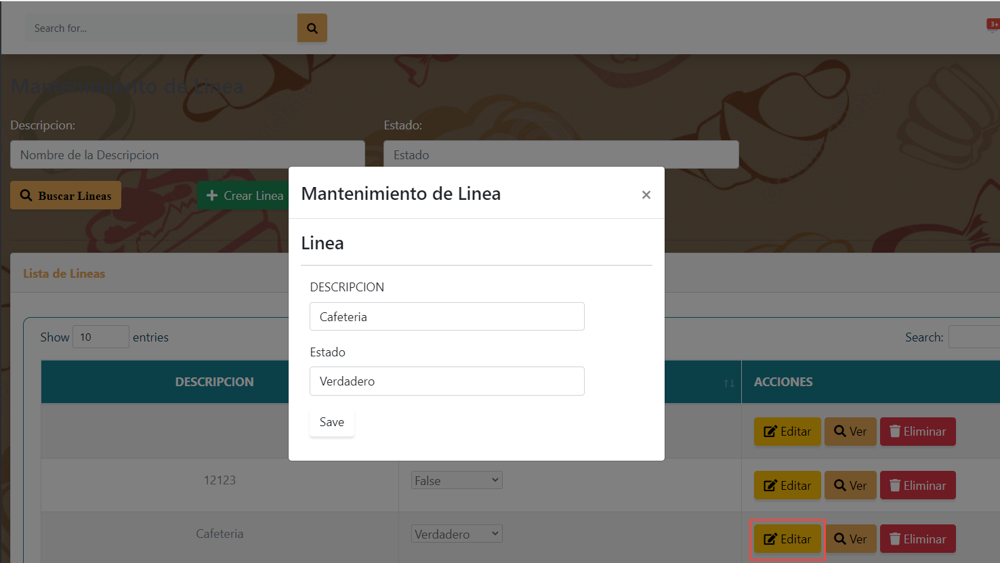 Search for...
3+
Mantenimiento de Linea
Descripcion:
Estado:
Nombre de la Descripcion
Estado
Buscar Lineas
Crear Linea
Mantenimiento de Linea
×
Linea
DESCRIPCION
Cafeteria
Estado
Verdadero
Save
Lista de Lineas
Show 10 entries
Search:
DESCRIPCION
ACCIONES
Editar Ver Eliminar
12123 False Editar Ver Eliminar
Cafeteria Verdadero Editar Ver Eliminar